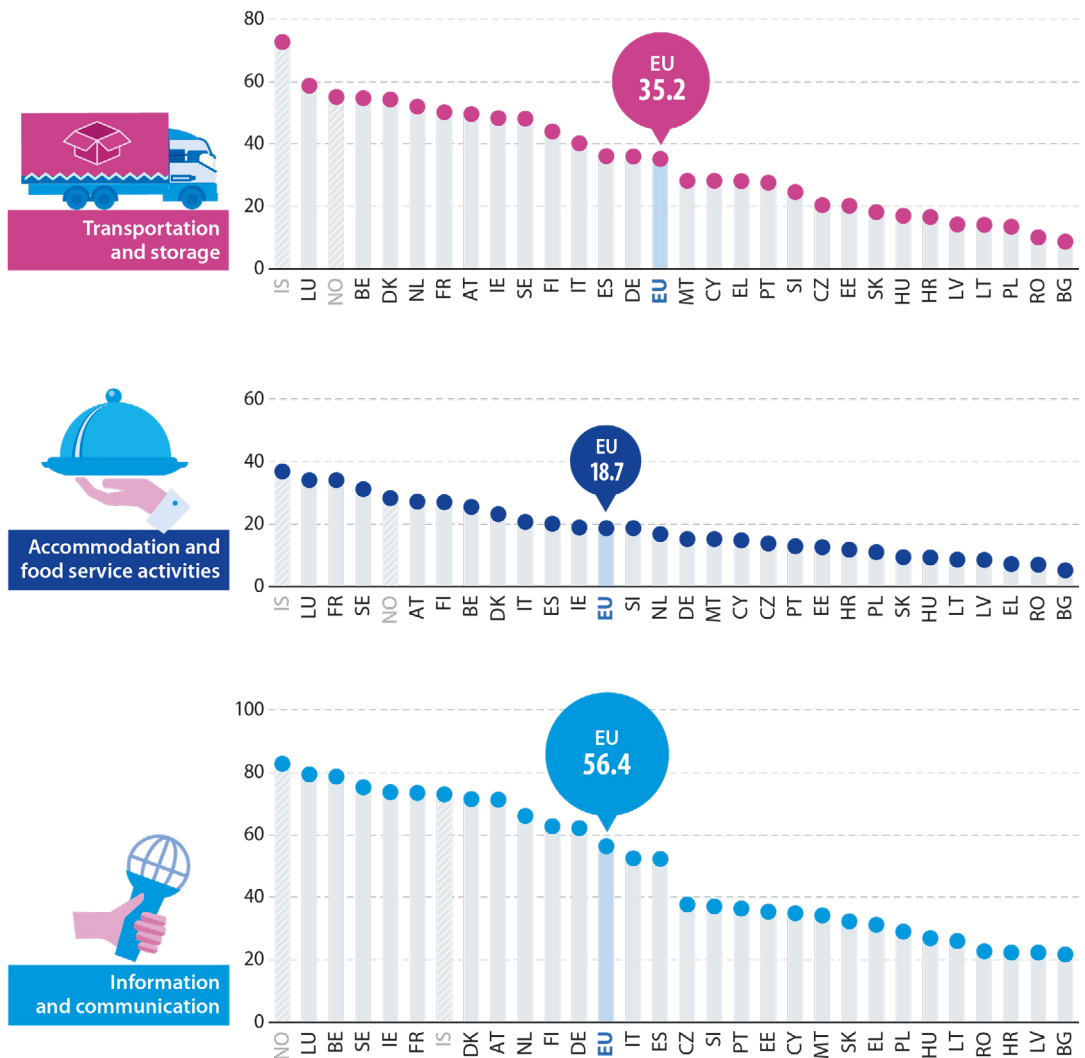 80
60
40
20
0
EU
35.2
Transportation
and storage
IS LU NO BE DK NL FR AT IE SE FI IT ES DE EU MT CY EL PT SI CZ EE SK HU HR LV LT PL RO BG
60
40
20
0
EU
18.7
Accommodation and
food service activities
IS LU FR SE NO AT FI BE DK IT ES IE EU SI NL DE MT CY CZ PT EE HR PL SK HU LT LV EL RO BG
100
80
60
40
20
0
EU
56.4
Information
and communication
NO LU BE SE IE FR IS DK AT NL FI DE EU IT ES CZ SI PT EE CY MT SK EL PL HU LT RO HR LV BG